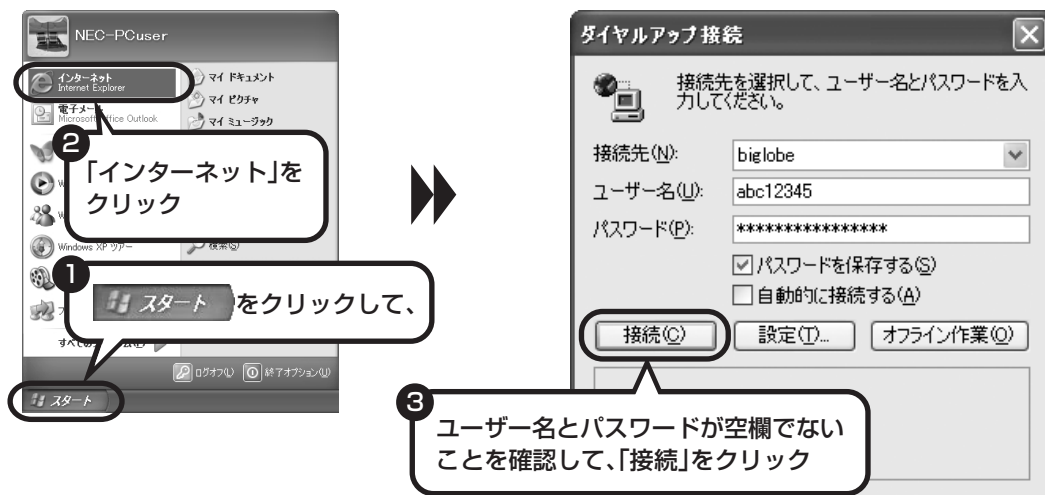 NEC-PCuser
インターネット
Internet Explorer
電子メール
Microsoft Office Outlook
マイ ドキュメント
マイ ピクチャ
マイ ミュージック
2
「インターネット」を
クリック
Windows XP ツアー
検索(S)
1
スタート をクリックして、
ログオフ(L)
終了オプション(U)
スタート
ダイヤルアップ接続
接続先を選択して、ユーザー名とパスワードを入
力してください。
接続先(N): biglobe
ユーザー名(U): abc12345
パスワード(P): ****************
パスワードを保存する(S)
自動的に接続する(A)
接続(C) 設定(T)... オフライン作業(O)
3
ユーザー名とパスワードが空欄でない
ことを確認して、「接続」をクリック